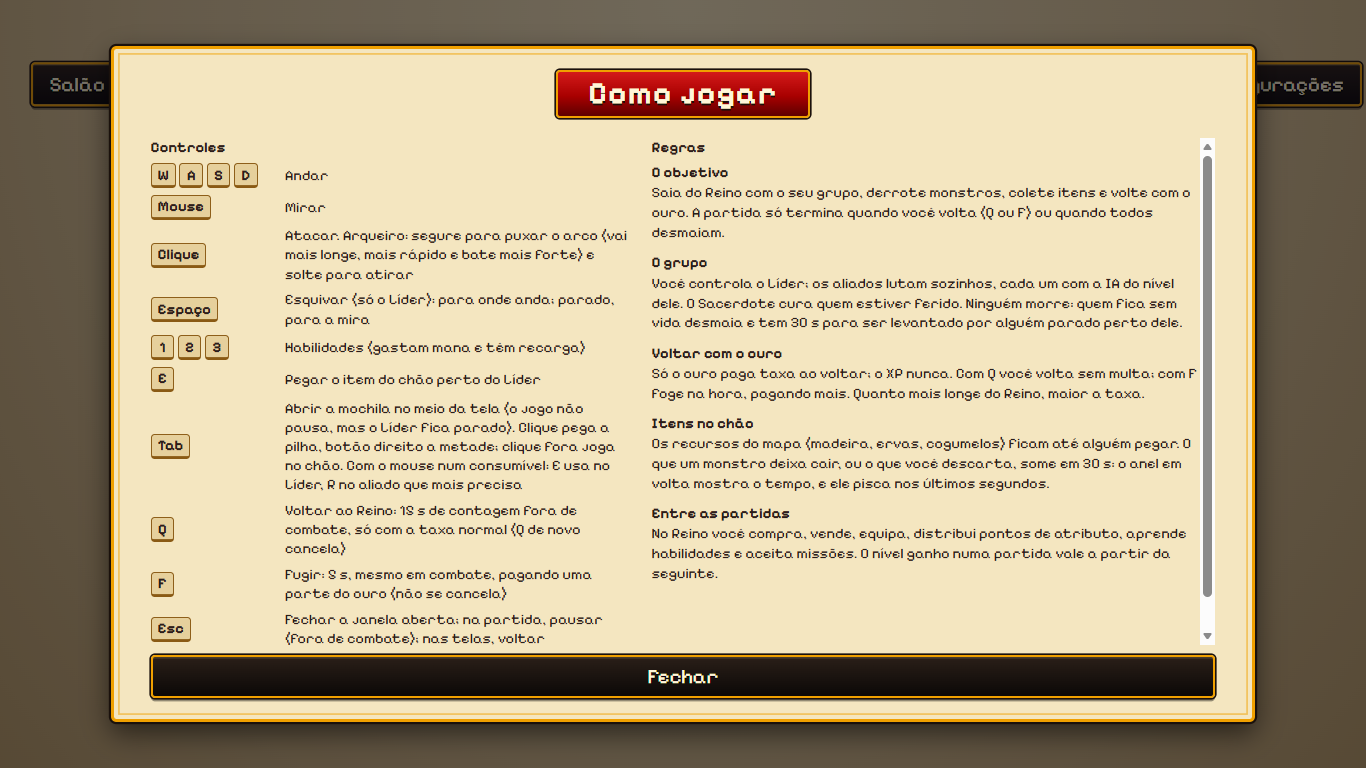 Salão
gurações
Como jogar
Controles
W A S D
Andar
Mouse
Mirar
Clique
Atacar. Arqueiro: segure para puxar o arco (vai
mais longe, mais rápido e bate mais forte) e
solte para atirar
Espaço
Esquivar (só o Líder): para onde anda; parado,
para a mira
1 2 3
Habilidades (gastam mana e têm recarga)
E
Pegar o item do chão perto do Líder
Tab
Abrir a mochila no meio da tela (o jogo não
pausa, mas o Líder fica parado). Clique pega a
pilha, botão direito a metade; clique fora joga
no chão. Com o mouse num consumível: E usa no
Líder, R no aliado que mais precisa
Q
Voltar ao Reino: 15 s de contagem fora de
combate, só com a taxa normal (Q de novo
cancela)
F
Fugir: 5 s, mesmo em combate, pagando uma
parte do ouro (não se cancela)
Esc
Fechar a janela aberta; na partida, pausar
(fora de combate); nas telas, voltar
Regras
O objetivo
Saia do Reino com o seu grupo, derrote monstros, colete itens e volte com o
ouro. A partida só termina quando você volta (Q ou F) ou quando todos
desmaiam.
O grupo
Você controla o Líder; os aliados lutam sozinhos, cada um com a IA do nível
dele. O Sacerdote cura quem estiver ferido. Ninguém morre: quem fica sem
vida desmaia e tem 30 s para ser levantado por alguém parado perto dele.
Voltar com o ouro
Só o ouro paga taxa ao voltar; o XP nunca. Com Q você volta sem multa; com F
foge na hora, pagando mais. Quanto mais longe do Reino, maior a taxa.
Itens no chão
Os recursos do mapa (madeira, ervas, cogumelos) ficam até alguém pegar. O
que um monstro deixa cair, ou o que você descarta, some em 30 s: o anel em
volta mostra o tempo, e ele pisca nos últimos segundos.
Entre as partidas
No Reino você compra, vende, equipa, distribui pontos de atributo, aprende
habilidades e aceita missões. O nível ganho numa partida vale a partir da
seguinte.
Fechar